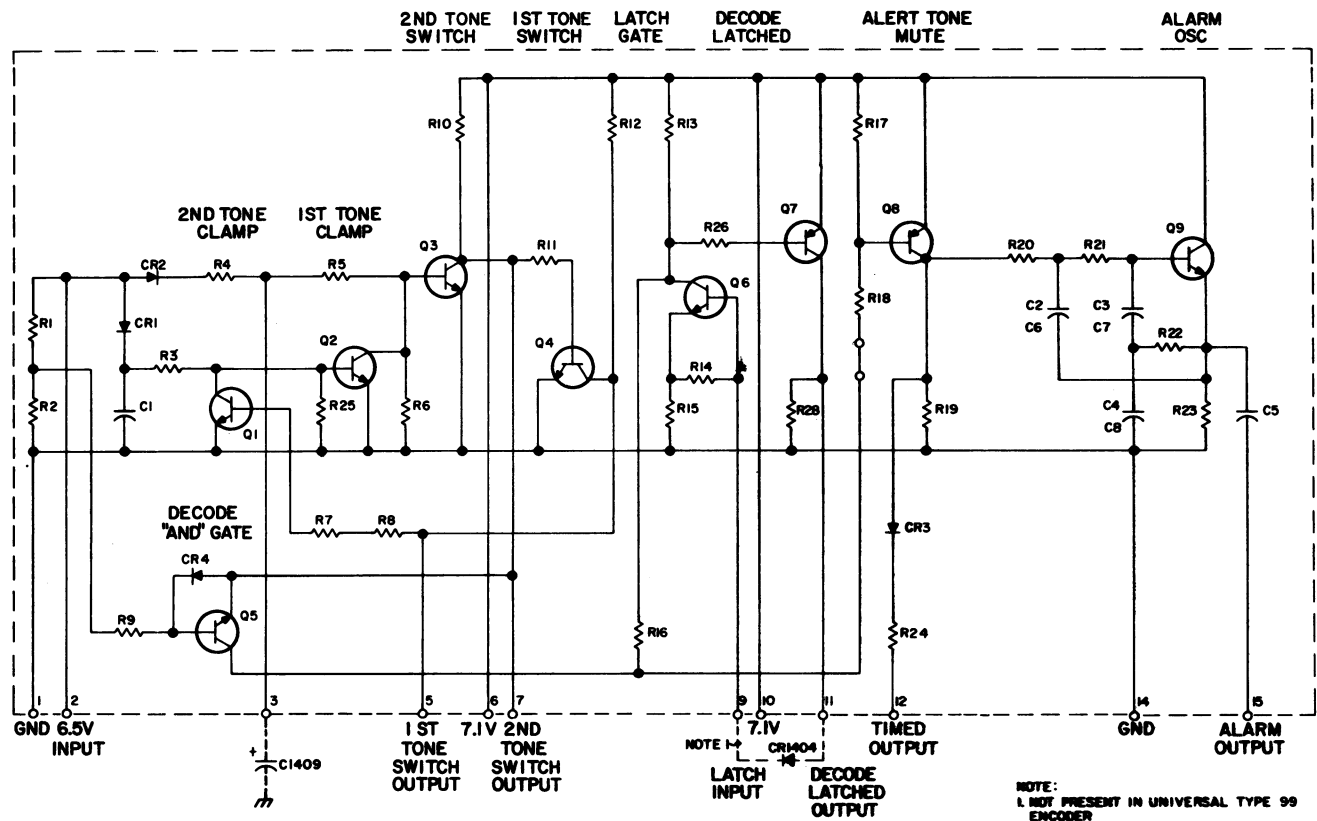 2ND TONE
SWITCH
1ST TONE
SWITCH
LATCH
GATE
DECODE
LATCHED
ALERT TONE
MUTE
ALARM
OSC
R10
R12
R13
R17
2ND TONE
CLAMP
1ST TONE
CLAMP
Q3
R11
R26
Q7
Q8
R20
R21
Q9
CR2
R4
R5
Q6
R1
CR1
Q2
Q4
R18
C2
C6
C3
C7
R3
R22
R2
C1
Q1
R25
R6
R14
R15
R28
R19
C4
C8
R23
C5
DECODE
"AND" GATE
R7
R8
CR3
CR4
R9
Q5
R16
R24
1
2
3
5
6
7
9
10
11
12
14
15
GND
6.5V
INPUT
+
C1409
1ST
TONE
SWITCH
OUTPUT
7.1V
2ND
TONE
SWITCH
OUTPUT
NOTE 1
LATCH
INPUT
7.1V
CR1404
DECODE
LATCHED
OUTPUT
TIMED
OUTPUT
GND
ALARM
OUTPUT
NOTE:
1. NOT PRESENT IN UNIVERSAL TYPE 99
ENCODER